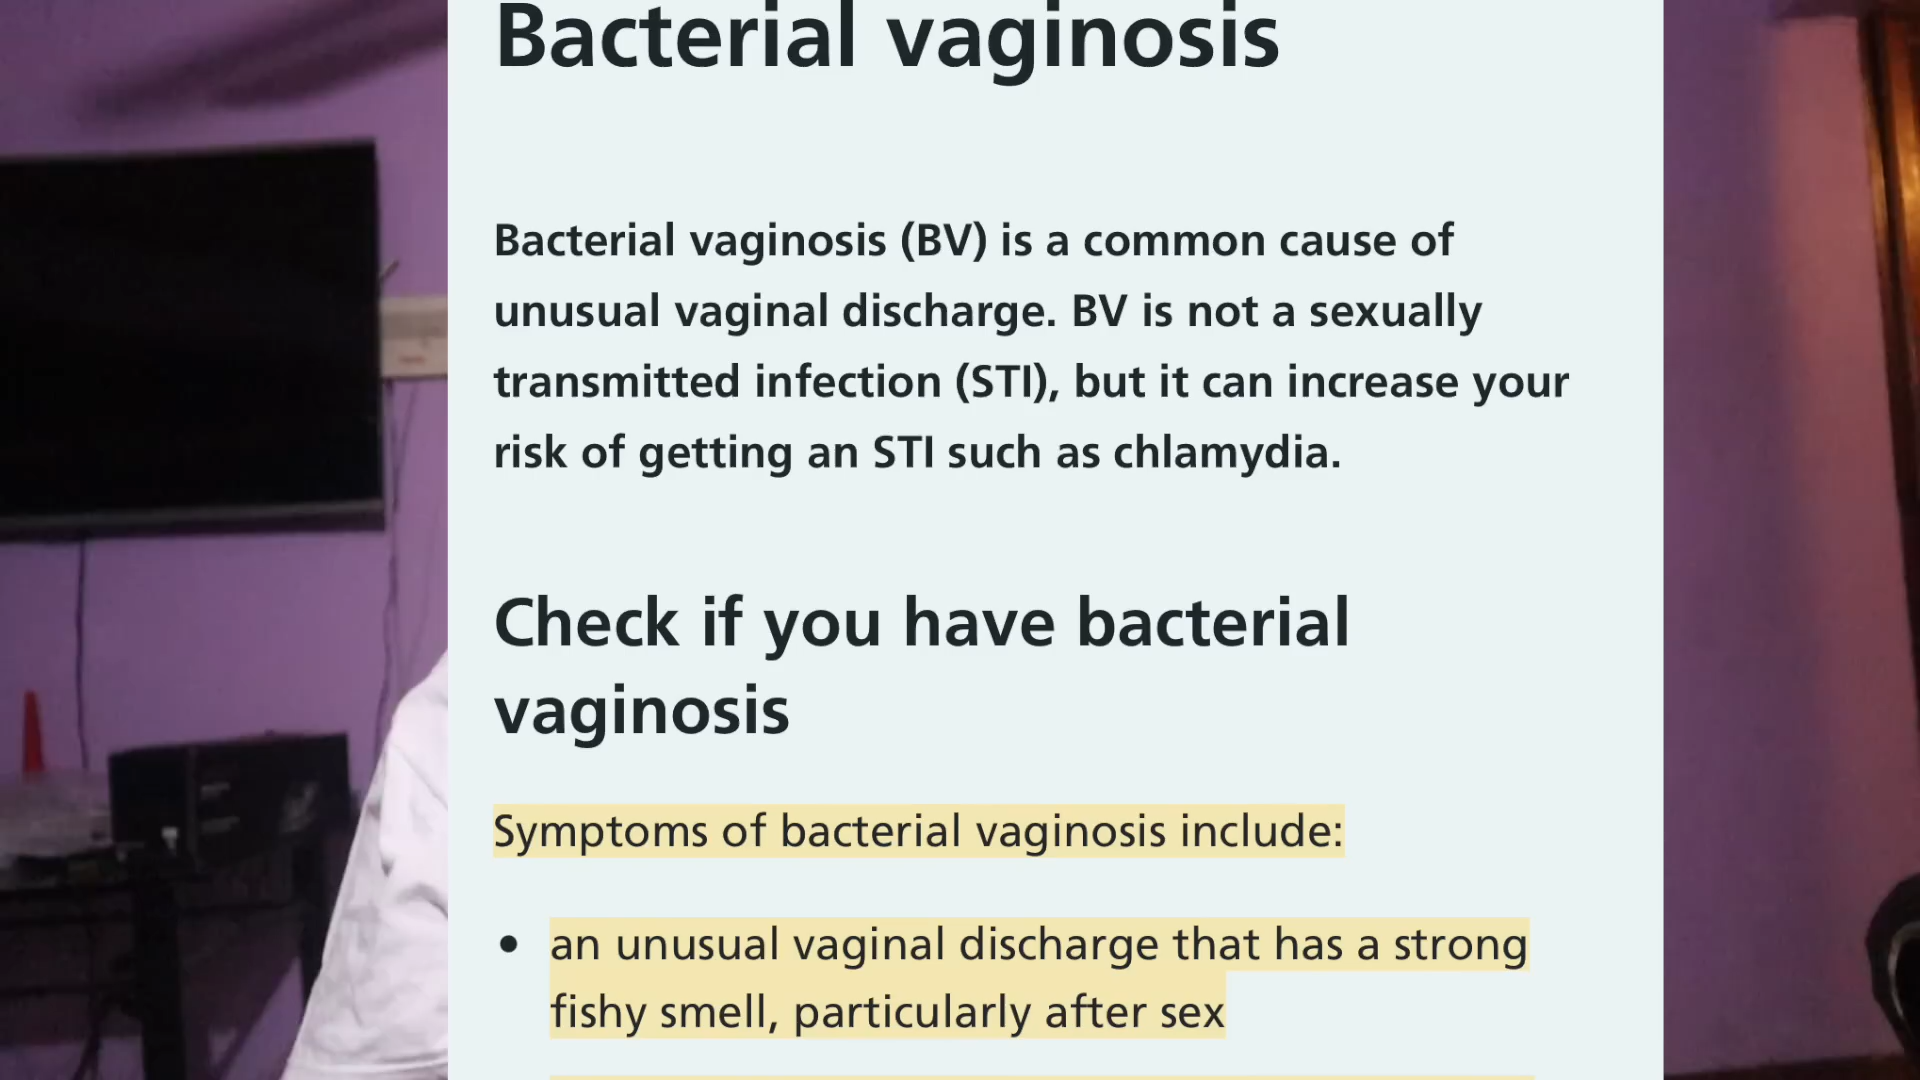 Bacterial vaginosis
Bacterial vaginosis (BV) is a common cause of
unusual vaginal discharge. BV is not a sexually
transmitted infection (STI), but it can increase your
risk of getting an STI such as chlamydia.
Check if you have bacterial
vaginosis
Symptoms of bacterial vaginosis include:
• an unusual vaginal discharge that has a strong
fishy smell, particularly after sex